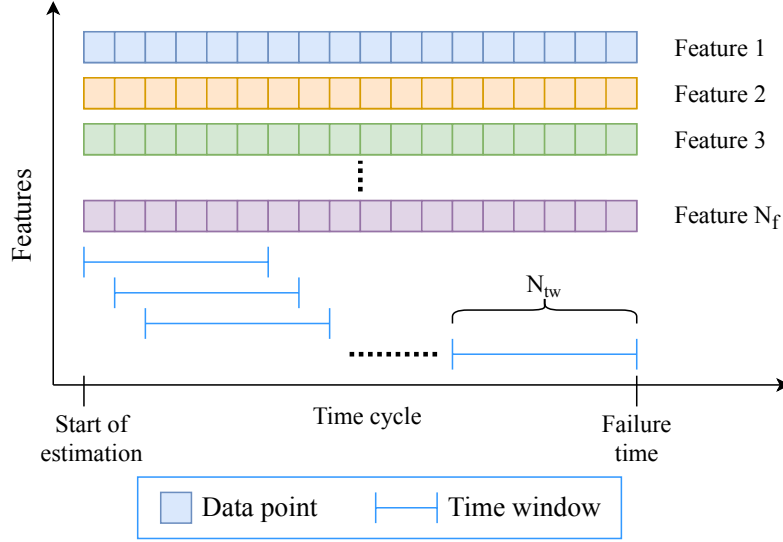 Feature 1
Feature 2
Feature 3
Feature N_f
Features
N_tw
Start of
estimation
Time cycle
Failure
time
Data point
Time window